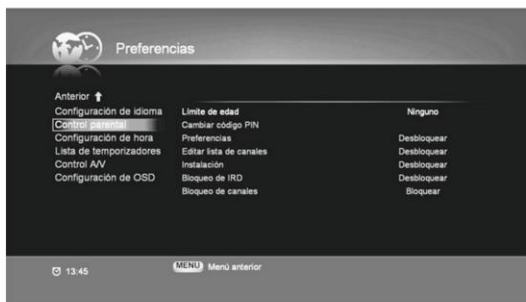 Preferencias
Anterior
Configuración de idioma
Control parental
Configuración de hora
Lista de temporizadores
Control A/V
Configuración de OSD
Límite de edad Ninguno
Cambiar código PIN
Preferencias Desbloquear
Editar lista de canales Desbloquear
Instalación Desbloquear
Bloqueo de IRD Desbloquear
Bloqueo de canales Bloquear
13:45
MENU Menú anterior